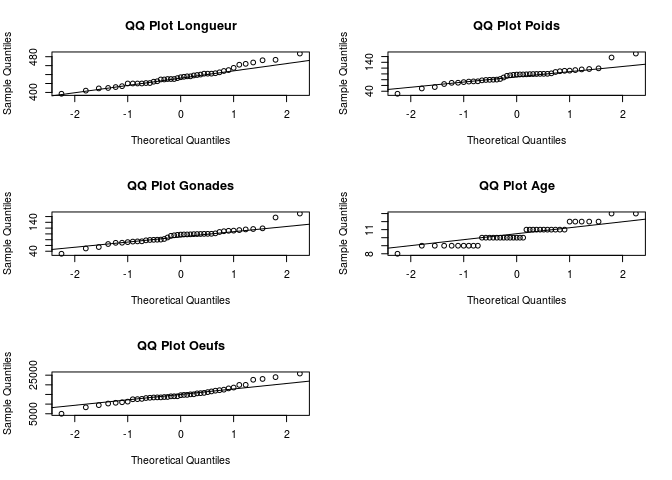 QQ Plot Longueur
Sample Quantiles
400 480
-2 -1 0 1 2
Theoretical Quantiles
QQ Plot Poids
Sample Quantiles
40 140
-2 -1 0 1 2
Theoretical Quantiles
QQ Plot Gonades
Sample Quantiles
40 140
-2 -1 0 1 2
Theoretical Quantiles
QQ Plot Age
Sample Quantiles
8 11
-2 -1 0 1 2
Theoretical Quantiles
QQ Plot Oeufs
Sample Quantiles
5000 25000
-2 -1 0 1 2
Theoretical Quantiles